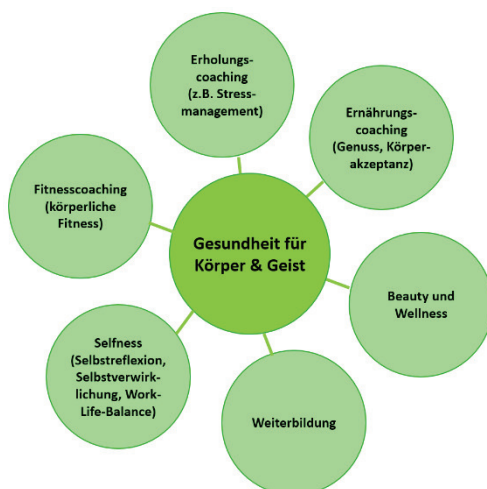 Erholungs-
coaching
(z.B. Stress-
management)
Ernährungs-
coaching
(Genuss, Körper-
akzeptanz)
Fitnesscoaching
(körperliche
Fitness)
Gesundheit für
Körper & Geist
Beauty und
Wellness
Selfness
(Selbstreflexion,
Selbstverwirk-
lichung, Work-
Life-Balance)
Weiterbildung